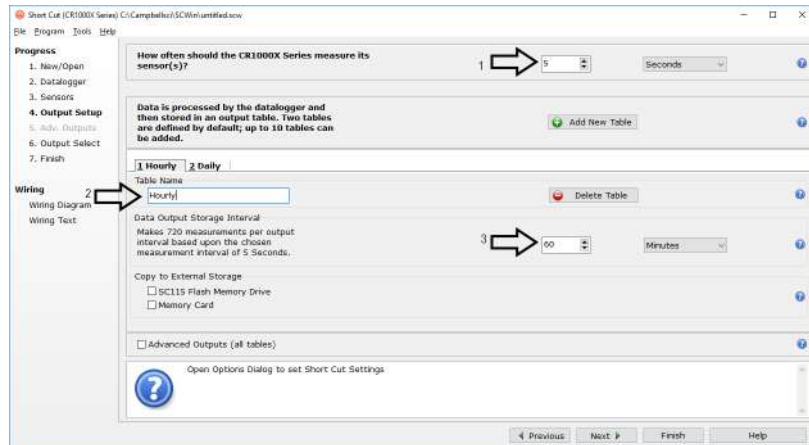 Short Cut (CR1000X Series) C:\Campbellsci\SCWin\untitled.scw
File Program Tools Help
Progress
1. New/Open
2. Datalogger
3. Sensors
4. Output Setup
5. Adv. Outputs
6. Output Select
7. Finish
Wiring
Wiring Diagram
Wiring Text
How often should the CR1000X Series measure its
sensor(s)?
1
5
Seconds
Data is processed by the datalogger and
then stored in an output table. Two tables
are defined by default; up to 10 tables can
be added.
Add New Table
1 Hourly 2 Daily
Table Name
2
Hourly
Delete Table
Data Output Storage Interval
Makes 720 measurements per output
interval based upon the chosen
measurement interval of 5 Seconds.
3
60
Minutes
Copy to External Storage
SC115 Flash Memory Drive
Memory Card
Advanced Outputs (all tables)
Open Options Dialog to set Short Cut Settings
Previous Next Finish Help